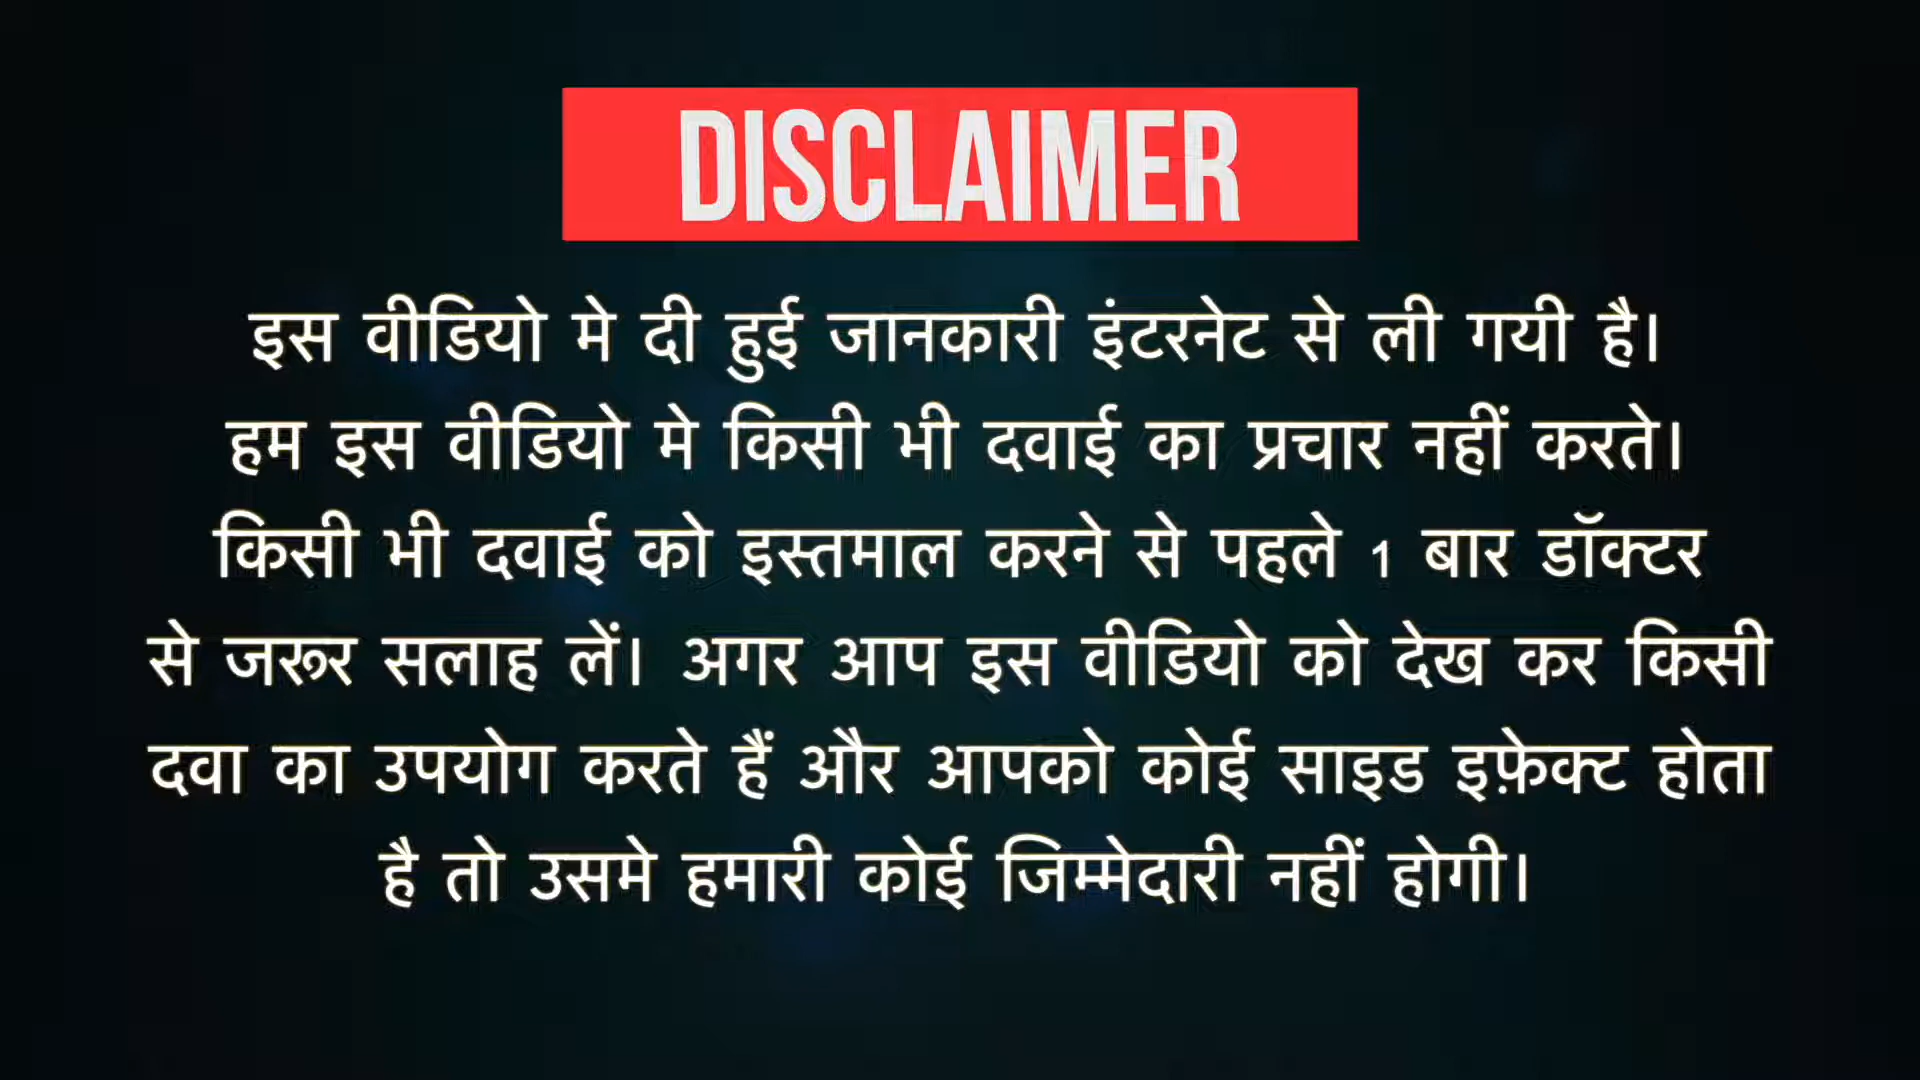 DISCLAIMER
इस वीडियो मे दी हुई जानकारी इंटरनेट से ली गयी है।
हम इस वीडियो मे किसी भी दवाई का प्रचार नहीं करते।
किसी भी दवाई को इस्तमाल करने से पहले 1 बार डॉक्टर
से जरूर सलाह लें। अगर आप इस वीडियो को देख कर किसी
दवा का उपयोग करते हैं और आपको कोई साइड इफ़ेक्ट होता
है तो उसमे हमारी कोई जिम्मेदारी नहीं होगी।